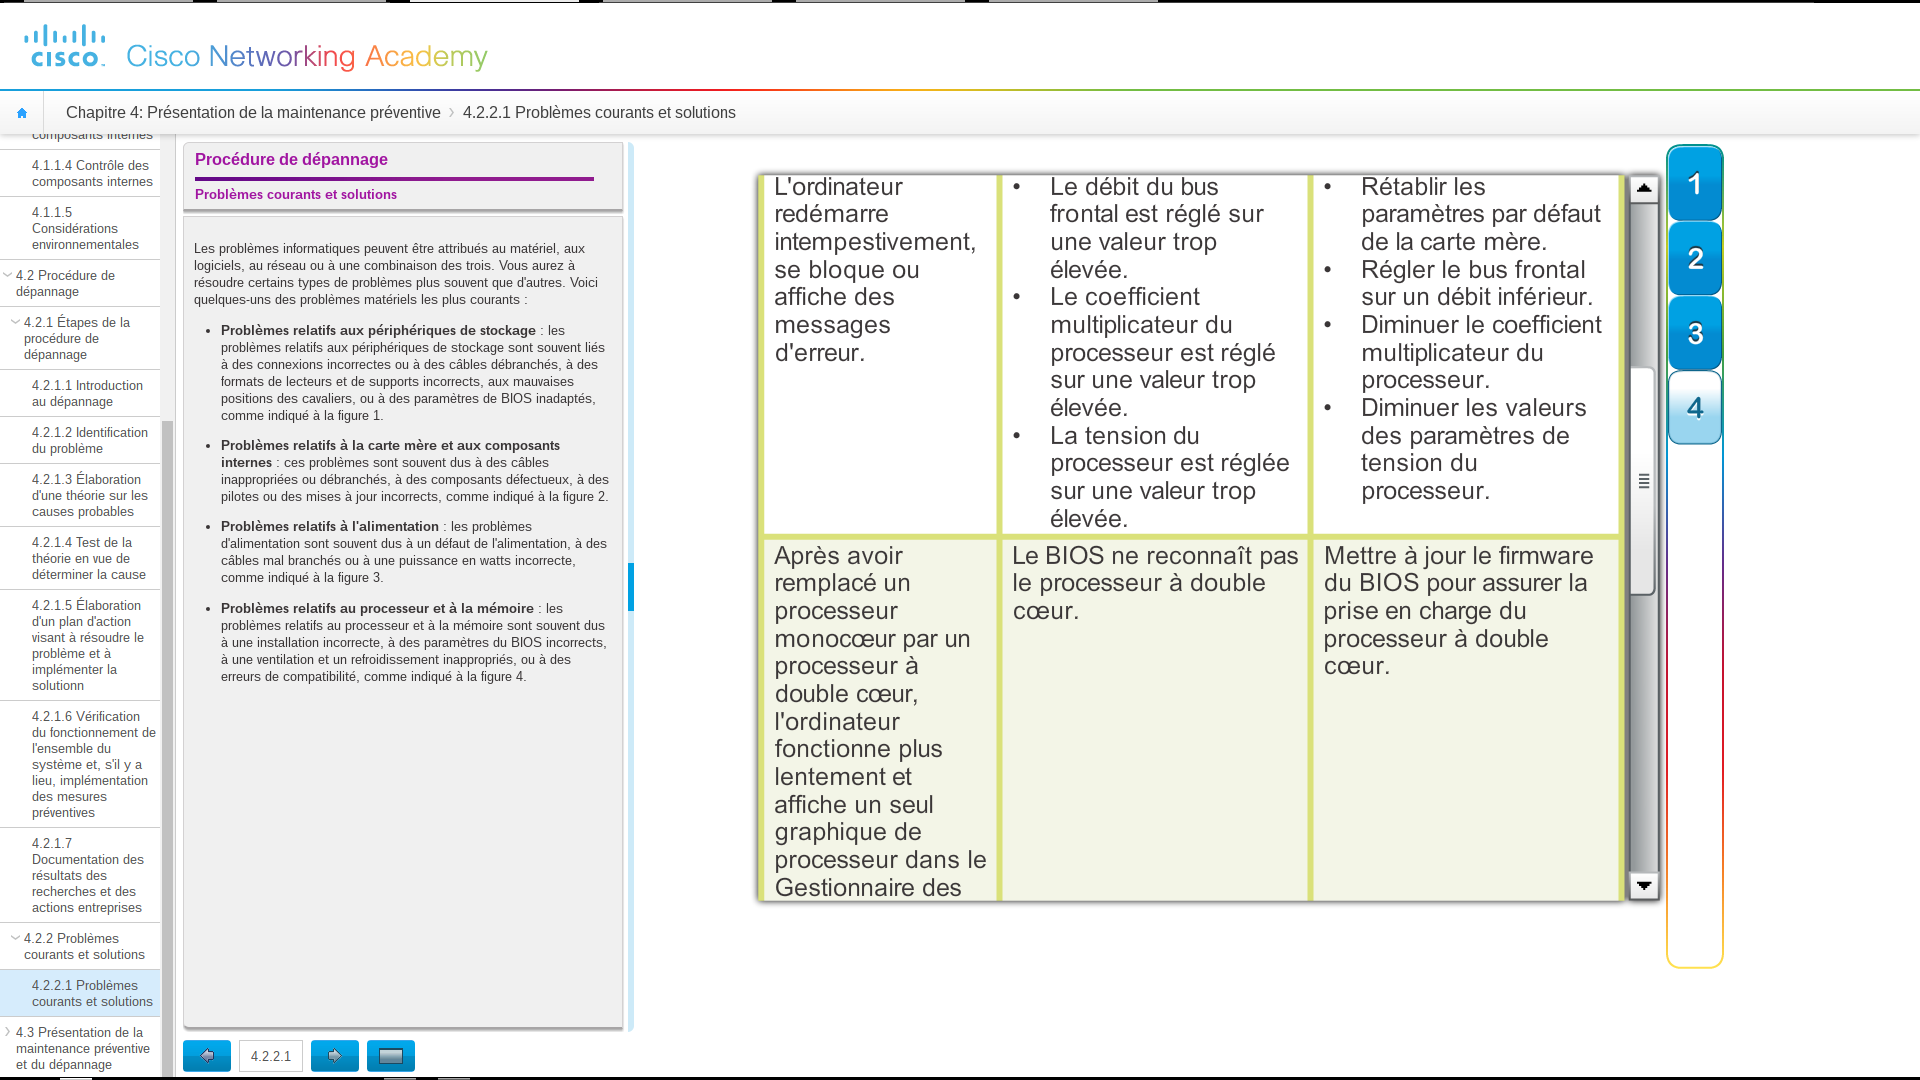 CISCO
Cisco Networking Academy
Chapitre 4: Présentation de la maintenance préventive
4.2.2.1 Problèmes courants et solutions
composants internes
4.1.1.4 Contrôle des
composants internes
4.1.1.5
Considérations
environnementales
4.2 Procédure de
dépannage
4.2.1 Étapes de la
procédure de
dépannage
4.2.1.1 Introduction
au dépannage
4.2.1.2 Identification
du problème
4.2.1.3 Élaboration
d'une théorie sur les
causes probables
4.2.1.4 Test de la
théorie en vue de
déterminer la cause
4.2.1.5 Élaboration
d'un plan d'action
visant à résoudre le
problème et à
implémenter la
solutionn
4.2.1.6 Vérification
du fonctionnement de
l'ensemble du
système et, s'il y a
lieu, implémentation
des mesures
préventives
4.2.1.7
Documentation des
résultats des
recherches et des
actions entreprises
4.2.2 Problèmes
courants et solutions
4.2.2.1 Problèmes
courants et solutions
4.3 Présentation de la
maintenance préventive
et du dépannage
Procédure de dépannage
Problèmes courants et solutions
Les problèmes informatiques peuvent être attribués au matériel, aux
logiciels, au réseau ou à une combinaison des trois. Vous aurez à
résoudre certains types de problèmes plus souvent que d'autres. Voici
quelques-uns des problèmes matériels les plus courants :
• Problèmes relatifs aux périphériques de stockage : les
problèmes relatifs aux périphériques de stockage sont souvent liés
à des connexions incorrectes ou à des câbles débranchés, à des
formats de lecteurs et de supports incorrects, aux mauvaises
positions des cavaliers, ou à des paramètres de BIOS inadaptés,
comme indiqué à la figure 1.
• Problèmes relatifs à la carte mère et aux composants
internes : ces problèmes sont souvent dus à des câbles
inappropriées ou débranchés, à des composants défectueux, à des
pilotes ou des mises à jour incorrects, comme indiqué à la figure 2.
• Problèmes relatifs à l'alimentation : les problèmes
d'alimentation sont souvent dus à un défaut de l'alimentation, à des
câbles mal branchés ou à une puissance en watts incorrecte,
comme indiqué à la figure 3.
• Problèmes relatifs au processeur et à la mémoire : les
problèmes relatifs au processeur et à la mémoire sont souvent dus
à une installation incorrecte, à des paramètres du BIOS incorrects,
à une ventilation et un refroidissement inappropriés, ou à des
erreurs de compatibilité, comme indiqué à la figure 4.
4.2.2.1
L'ordinateur
redémarre
intempestivement,
se bloque ou
affiche des
messages
d'erreur.
• Le débit du bus
frontal est réglé sur
une valeur trop
élevée.
• Le coefficient
multiplicateur du
processeur est réglé
sur une valeur trop
élevée.
• La tension du
processeur est réglée
sur une valeur trop
élevée.
• Rétablir les
paramètres par défaut
de la carte mère.
• Régler le bus frontal
sur un débit inférieur.
• Diminuer le coefficient
multiplicateur du
processeur.
• Diminuer les valeurs
des paramètres de
tension du
processeur.
Après avoir
remplacé un
processeur
monocœur par un
processeur à
double cœur,
l'ordinateur
fonctionne plus
lentement et
affiche un seul
graphique de
processeur dans le
Gestionnaire des
Le BIOS ne reconnaît pas
le processeur à double
cœur.
Mettre à jour le firmware
du BIOS pour assurer la
prise en charge du
processeur à double
cœur.
1
2
3
4